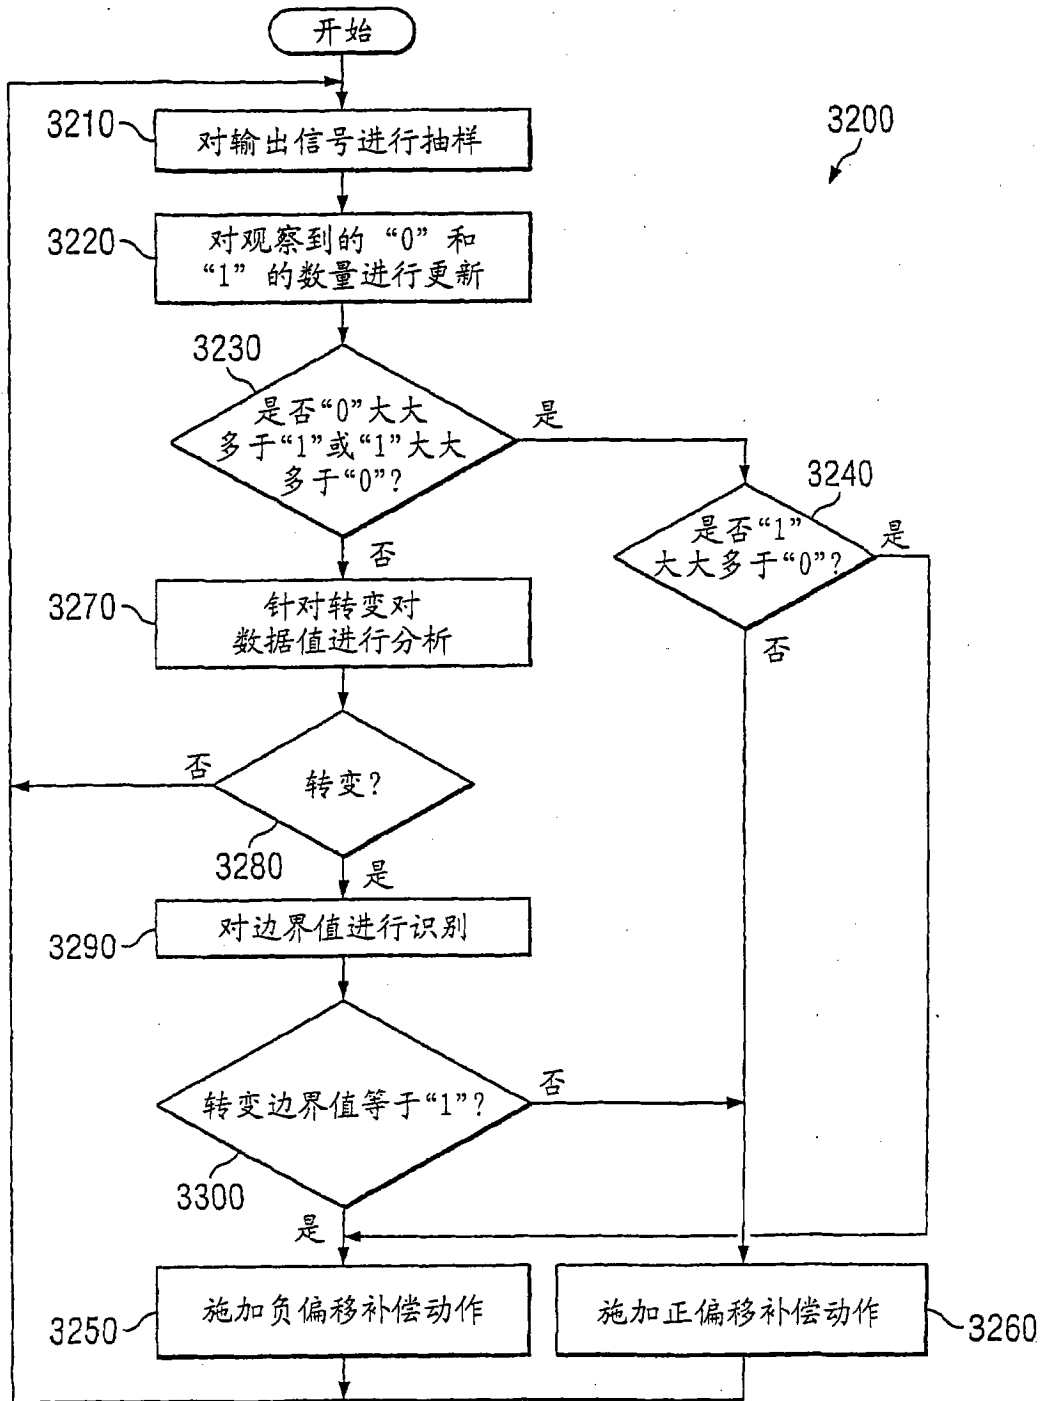 开始
3210
对输出信号进行抽样
3200
3220
对观察到的“0”和
“1”的数量进行更新
3230
是否“0”大大
多于“1”或“1”大大
多于“0”?
是
3240
是否“1”
大大多于“0”?
是
否
否
3270
针对转变对
数据值进行分析
否
转变?
3280
是
3290
对边界值进行识别
转变边界值等于“1”?
否
3300
是
3250
施加负偏移补偿动作
施加正偏移补偿动作
3260